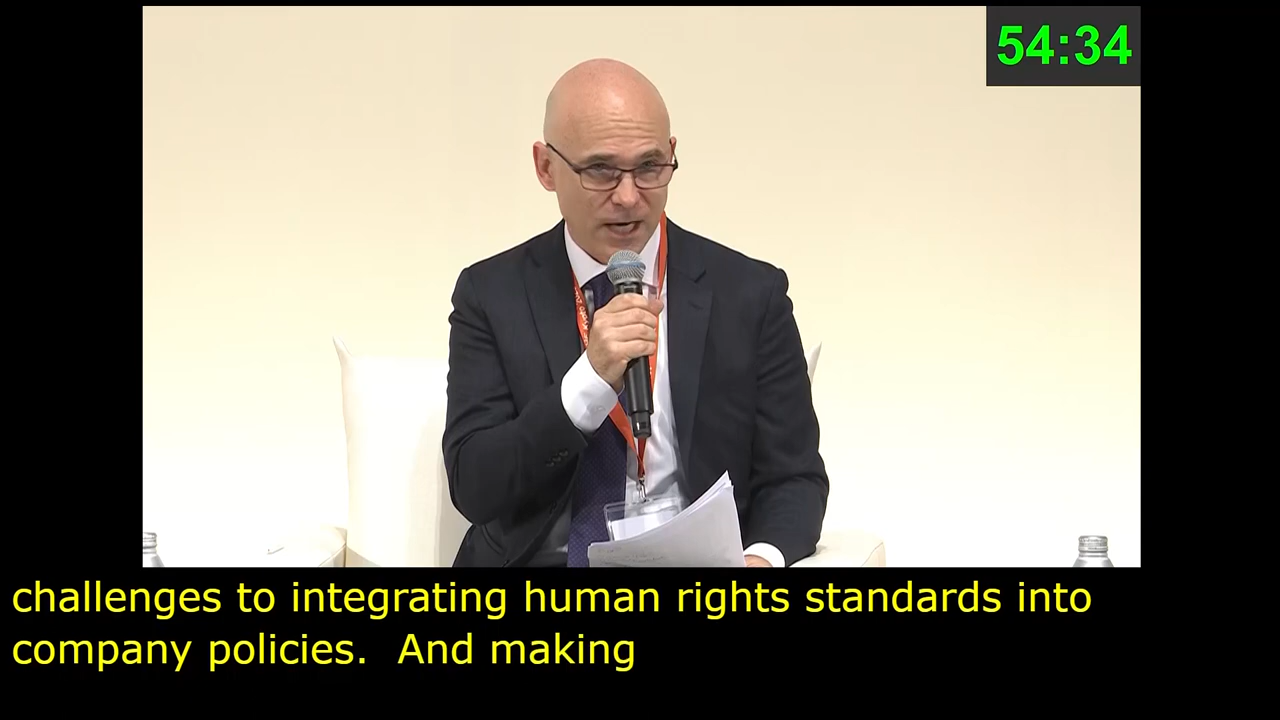 54:34
challenges to integrating human rights standards into
company policies.  And making